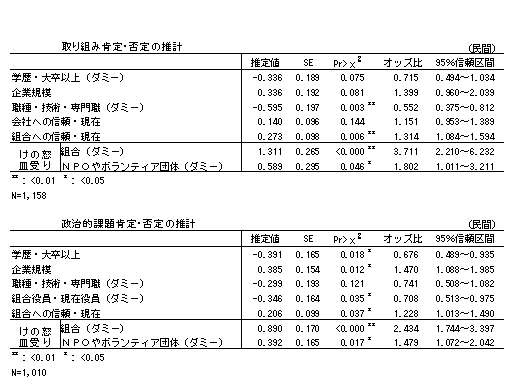 取り組み肯定・否定の推計 (民間)
推定値 SE Pr>χ2 オッズ比 95%信頼区間
学歴・大卒以上（ダミー） -0.336 0.189 0.075 0.715 0.494～1.034
企業規模 0.336 0.192 0.081 1.399 0.960～2.039
職種・技術・専門職（ダミー） -0.595 0.197 0.003 ** 0.552 0.375～0.812
会社への信頼・現在 0.140 0.096 0.144 1.151 0.953～1.389
組合への信頼・現在 0.273 0.098 0.006 ** 1.314 1.084～1.594
けの窓 組合（ダミー） 1.311 0.265 <0.000 ** 3.711 2.210～6.232
皿受り ＮＰＯやボランティア団体（ダミー） 0.589 0.295 0.046 * 1.802 1.011～3.211
**：<0.01 *：<0.05
N=1,158
政治的課題肯定・否定の推計 (民間)
推定値 SE Pr>χ2 オッズ比 95%信頼区間
学歴・大卒以上 -0.391 0.165 0.018 * 0.676 0.489～0.935
企業規模 0.385 0.154 0.012 * 1.470 1.088～1.985
職種・技術・専門職（ダミー） -0.299 0.193 0.121 0.741 0.508～1.082
組合役員・現在役員（ダミー） -0.346 0.164 0.035 * 0.708 0.513～0.975
組合への信頼・現在 0.206 0.099 0.037 * 1.228 1.013～1.490
けの窓 組合（ダミー） 0.890 0.170 <0.000 ** 2.434 1.744～3.397
皿受り ＮＰＯやボランティア団体（ダミー） 0.392 0.165 0.017 * 1.479 1.072～2.042
**：<0.01 *：<0.05
N=1,010